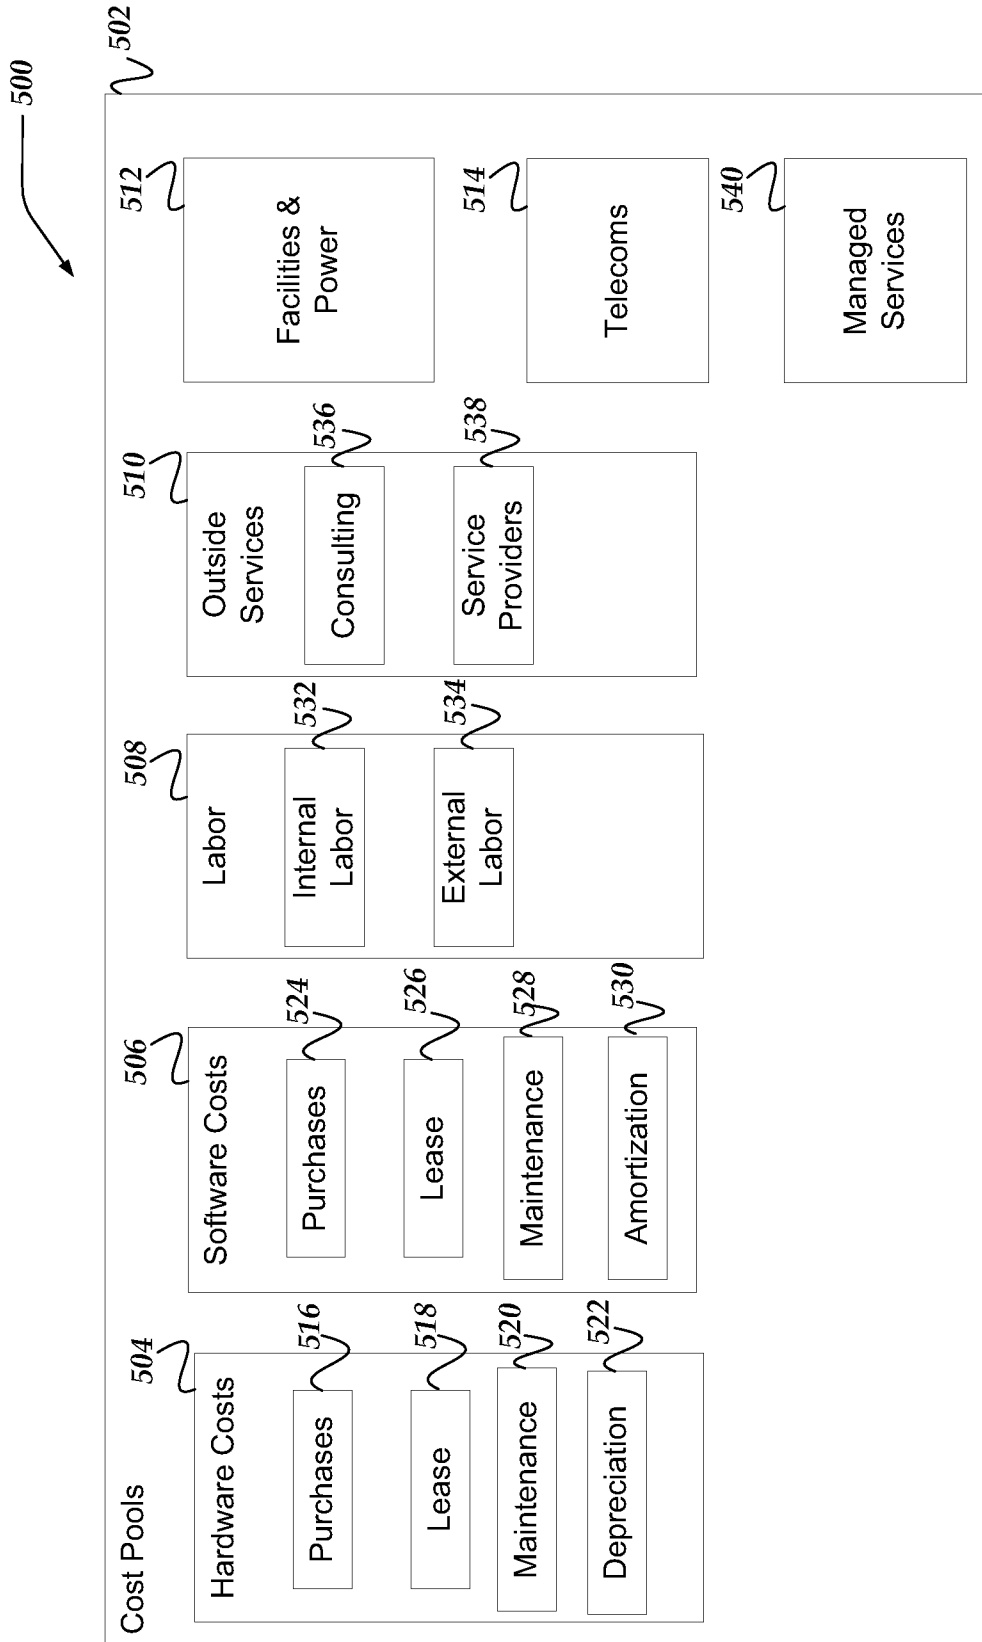 500
502
Cost Pools
504
Hardware Costs
516
Purchases
518
Lease
520
Maintenance
522
Depreciation
506
Software Costs
524
Purchases
526
Lease
528
Maintenance
530
Amortization
508
Labor
532
Internal
Labor
534
External
Labor
510
Outside
Services
536
Consulting
538
Service
Providers
512
Facilities &
Power
514
Telecoms
540
Managed
Services